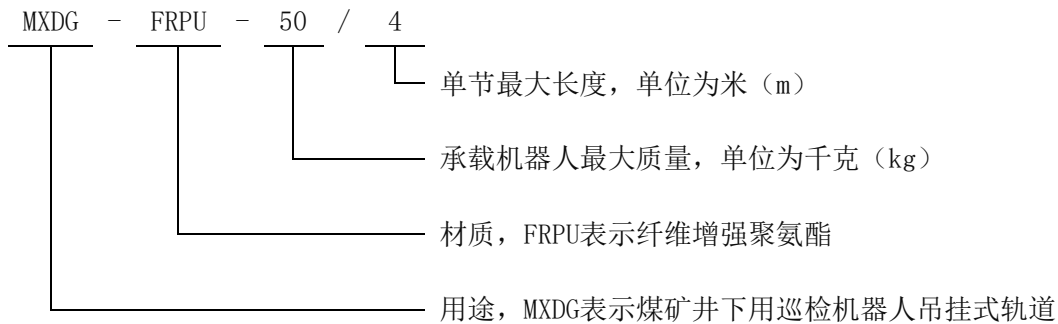 MXDG - FRPU - 50 / 4
单节最大长度，单位为米（m）
承载机器人最大质量，单位为千克（kg）
材质，FRPU表示纤维增强聚氨酯
用途，MXDG表示煤矿井下用巡检机器人吊挂式轨道